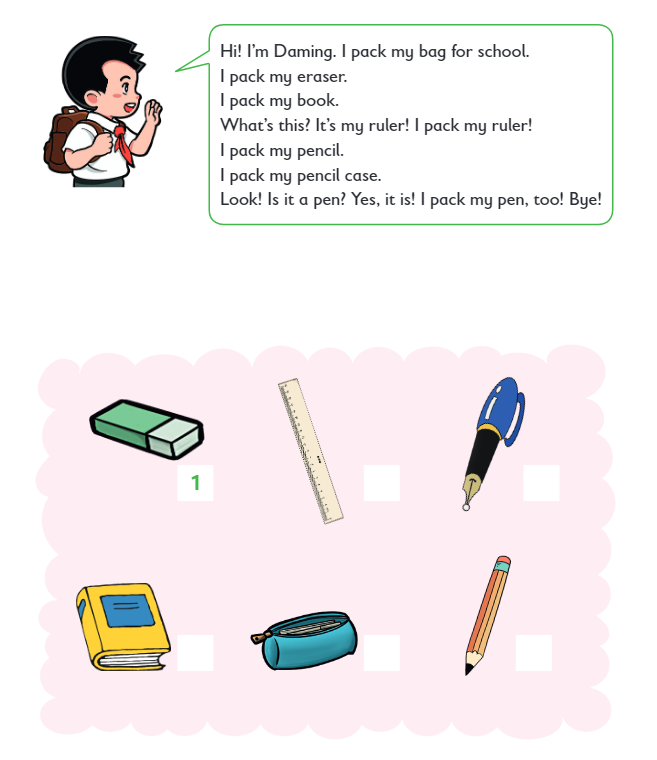 Hi! I'm Daming. I pack my bag for school.
I pack my eraser.
I pack my book.
What's this? It's my ruler! I pack my ruler!
I pack my pencil.
I pack my pencil case.
Look! Is it a pen? Yes, it is! I pack my pen, too! Bye!
1